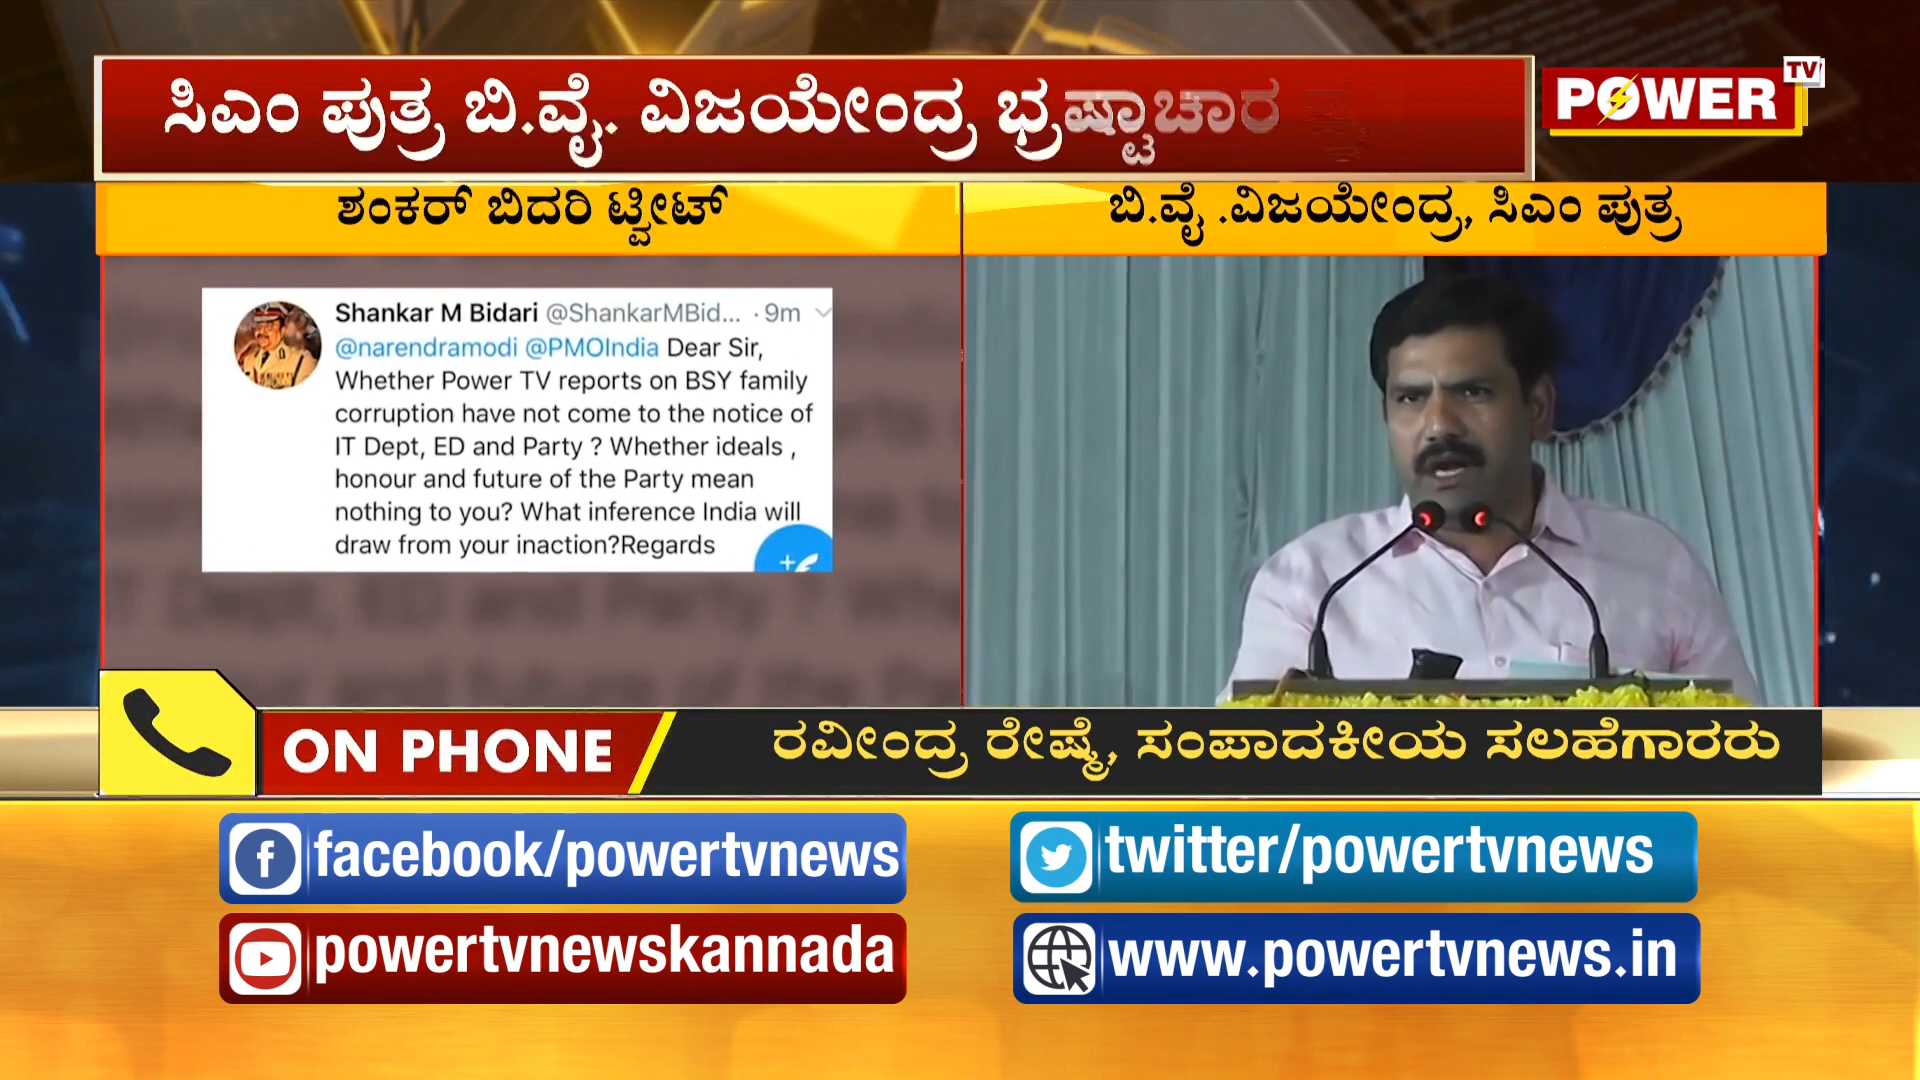 ಸಿಎಂ ಪುತ್ರ ಬಿ.ವೈ. ವಿಜಯೇಂದ್ರ ಭ್ರಷ್ಟಾಚಾರ
POWER TV
ಶಂಕರ್ ಬಿದರಿ ಟ್ವೀಟ್
ಬಿ.ವೈ .ವಿಜಯೇಂದ್ರ, ಸಿಎಂ ಪುತ್ರ
Shankar M Bidari @ShankarMBid... · 9m
@narendramodi @PMOIndia Dear Sir,
Whether Power TV reports on BSY family
corruption have not come to the notice of
IT Dept, ED and Party ? Whether ideals ,
honour and future of the Party mean
nothing to you? What inference India will
draw from your inaction?Regards
ON PHONE
ರವೀಂದ್ರ ರೇಷ್ಮೆ, ಸಂಪಾದಕೀಯ ಸಲಹೆಗಾರರು
facebook/powertvnews
twitter/powertvnews
powertvnewskannada
www.powertvnews.in